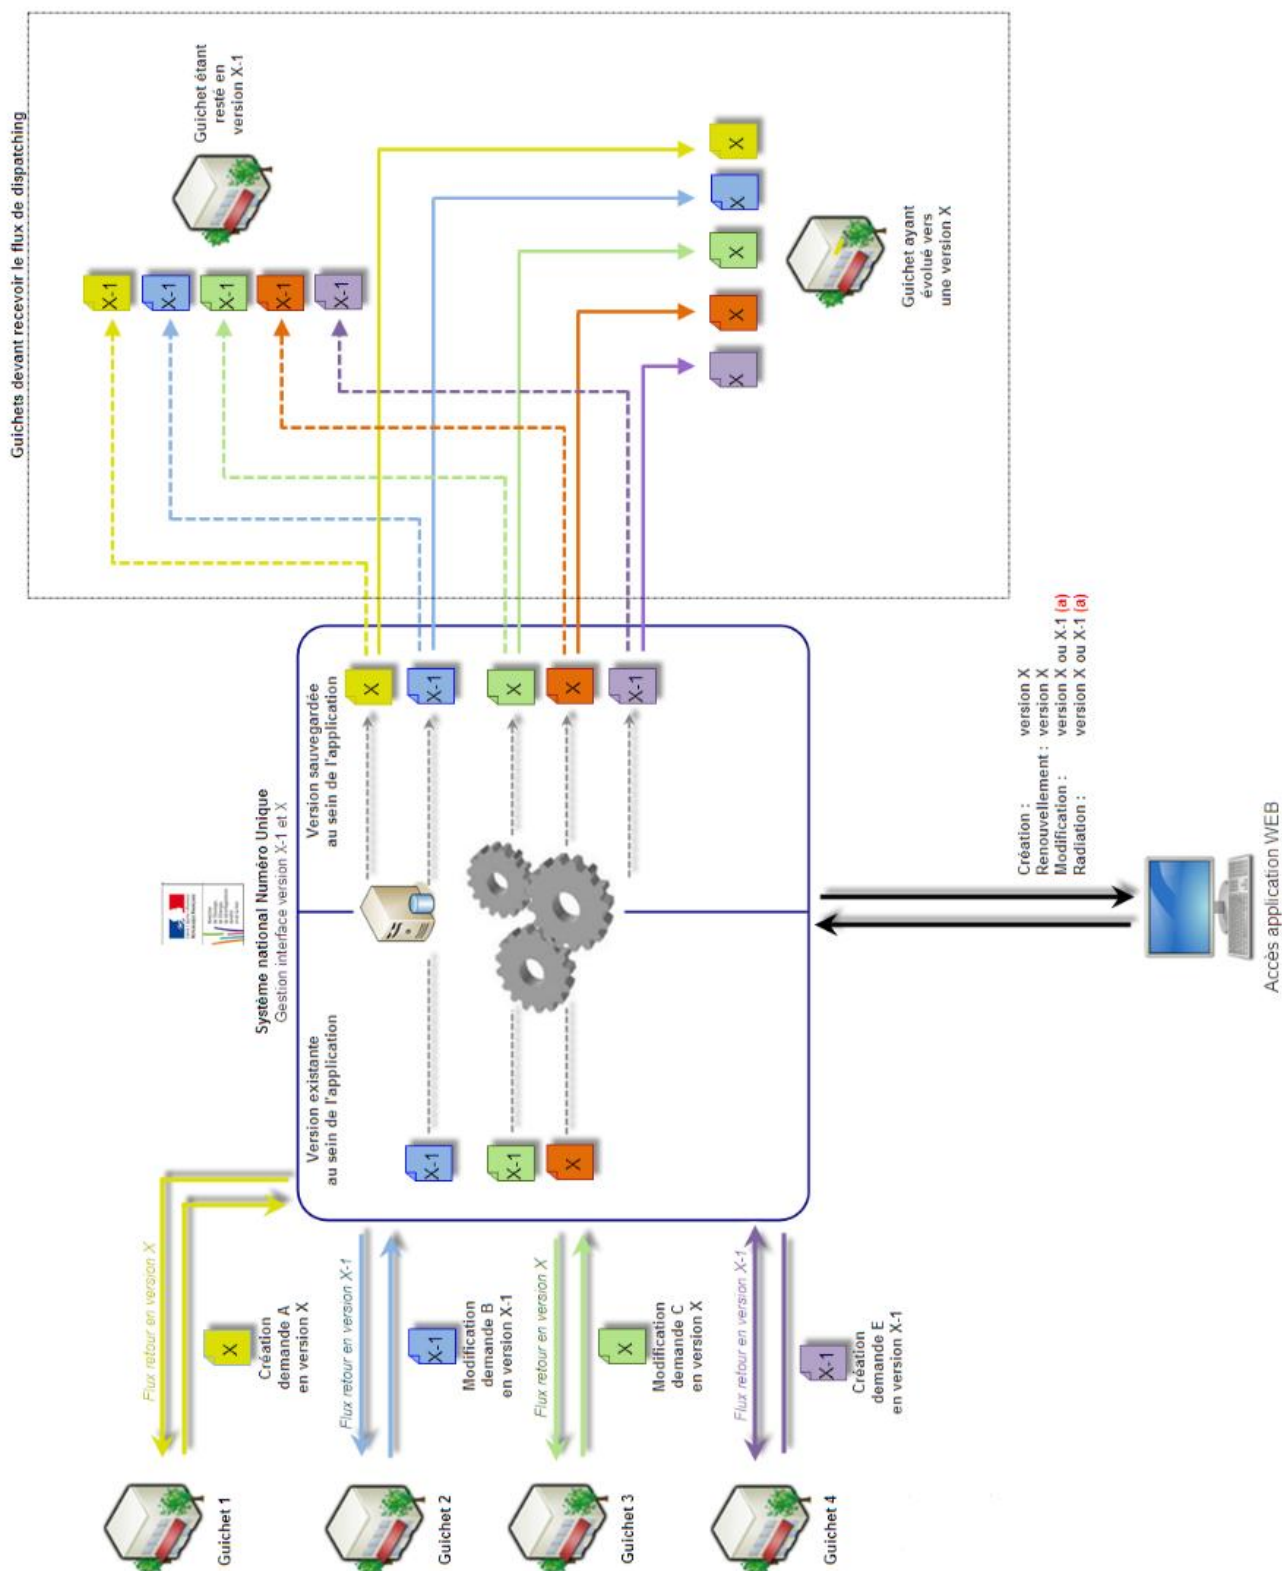 Guichets devant recevoir le flux de dispatching
Système national Numéro Unique
Gestion interface version X-1 et X
Version existante
au sein de l'application
Version sauvegardée
au sein de l'application
Guichet étant
resté en
version X-1
Guichet ayant
évolué vers
une version X
X-1
X-1
X-1
X-1
X-1
X
X
X
X
X
X
X-1
X
X
X-1
X-1
X-1
X
Guichet 1
Flux retour en version X
X
Création
demande A
en version X
Guichet 2
Flux retour en version X-1
X-1
Modification
demande B
en version X-1
Guichet 3
Flux retour en version X
X
Modification
demande C
en version X
Guichet 4
Flux retour en version X-1
X-1
Création
demande E
en version X-1
Création : version X
Renouvellement : version X
Modification : version X ou X-1 (a)
Radiation : version X ou X-1 (a)
Accès application WEB